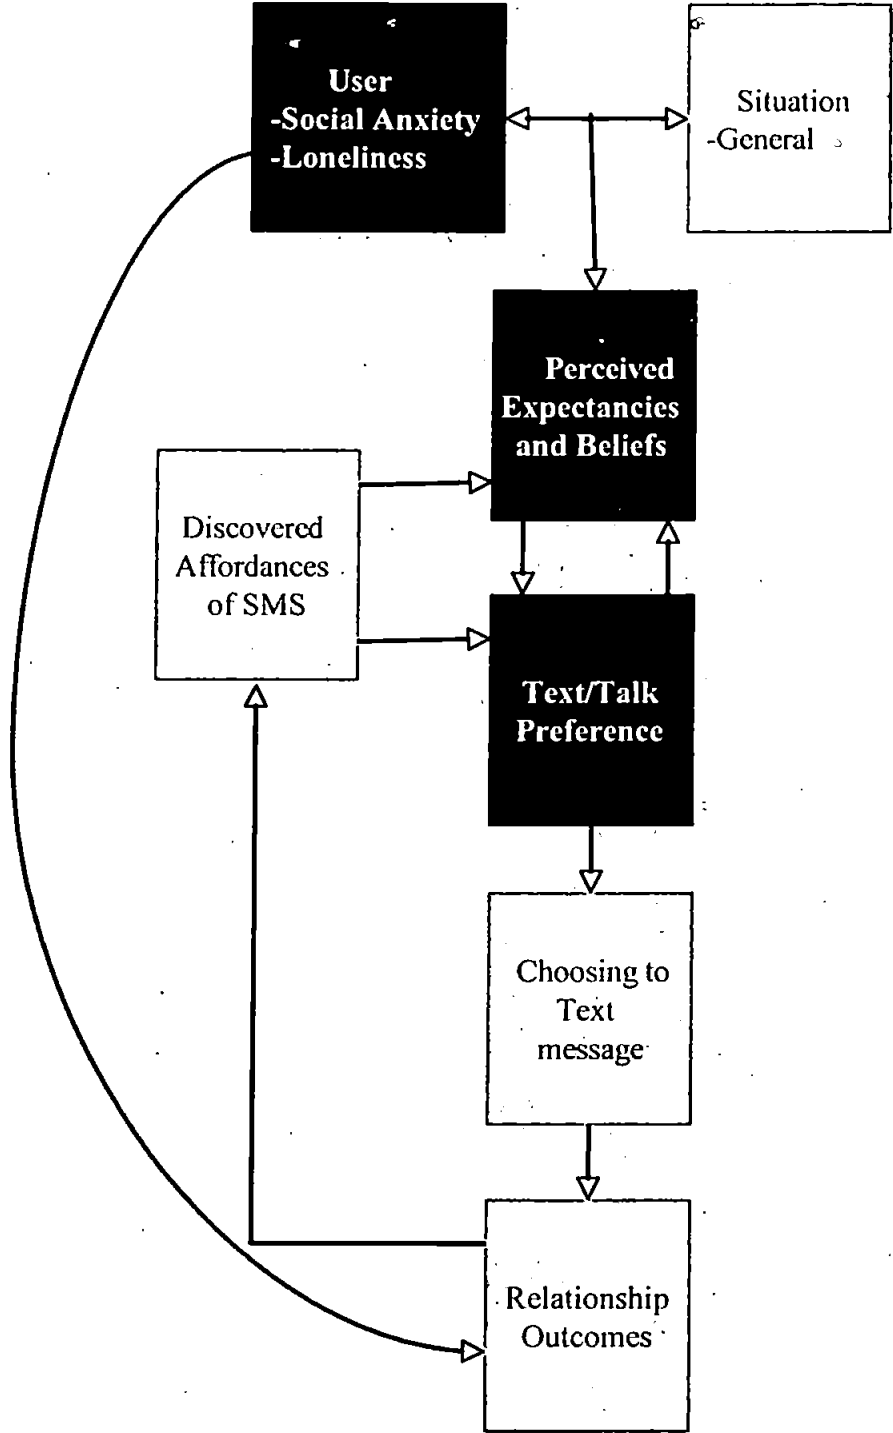 User
-Social Anxiety
-Loneliness
Situation
-General
Perceived
Expectancies
and Beliefs
Discovered
Affordances
of SMS
Text/Talk
Preference
Choosing to
Text
message
Relationship
Outcomes